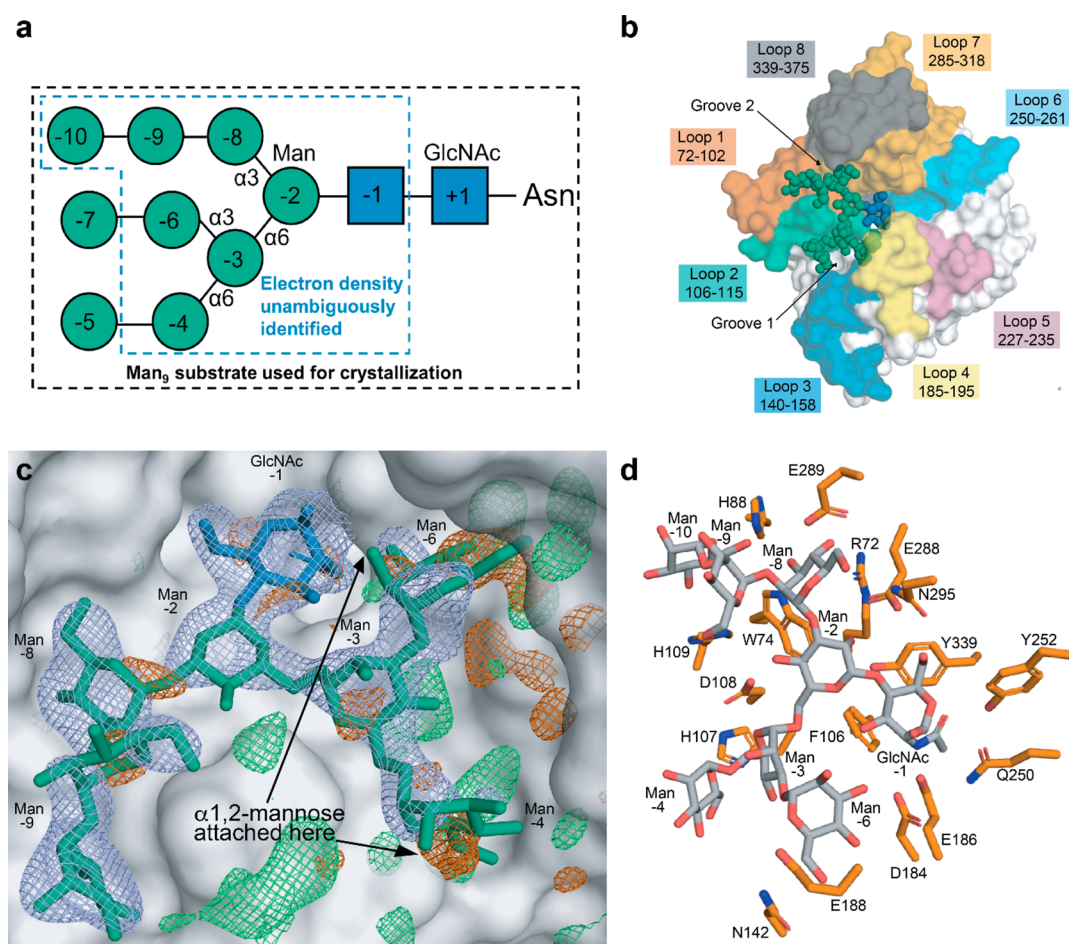 a
-10
-9
-8
Man
GlcNAc
α3
-2
-1
+1
Asn
-7
-6
α3
α6
-3
α6
Electron density
unambiguously
identified
-5
-4
Man₉ substrate used for crystallization
b
Loop 7
285-318
Loop 8
339-375
Groove 2
Loop 6
250-261
Loop 1
72-102
Loop 2
106-115
Groove 1
Loop 5
227-235
Loop 3
140-158
Loop 4
185-195
c
GlcNAc
-1
Man
-6
Man
-2
Man
-3
Man
-8
α1,2-mannose
attached here
Man
-4
Man
-9
d
E289
H88
Man
-10
Man
-9
Man
-8
R72
E288
N295
Man
-2
W74
Y339
Y252
H109
D108
H107
F106
Man
-3
GlcNAc
-1
Q250
Man
-4
Man
-6
E186
D184
E188
N142